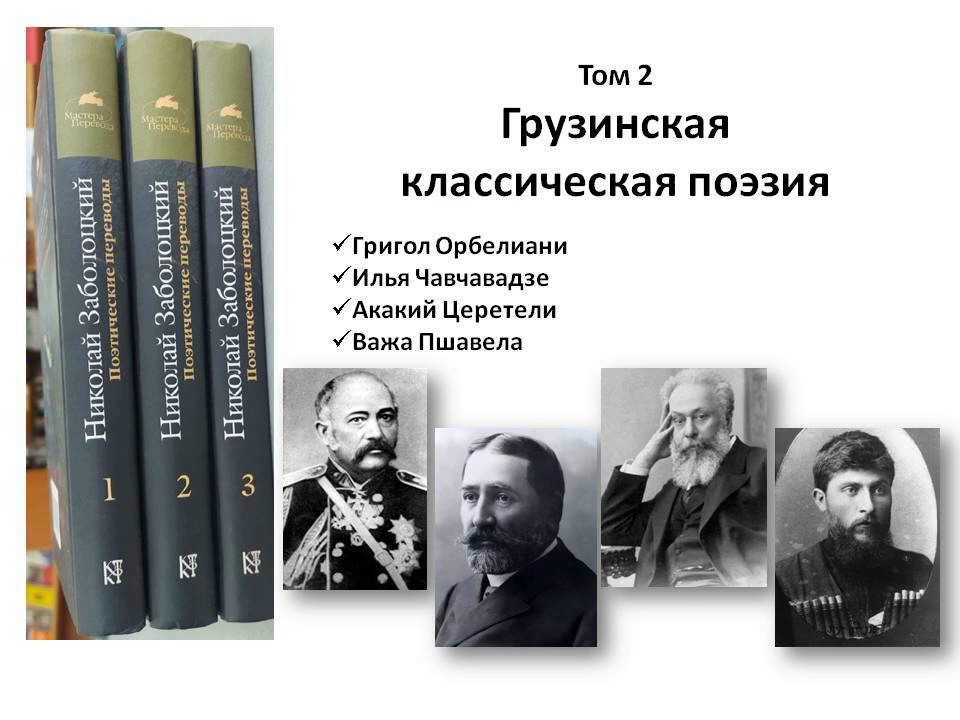 Мастера
Перевода
Николай Заболоцкий
Поэтические переводы
1
Мастера
Перевода
Николай Заболоцкий
Поэтические переводы
2
Мастера
Перевода
Николай Заболоцкий
Поэтические переводы
3
Том 2
Грузинская
классическая поэзия
✓Григол Орбелиани
✓Илья Чавчавадзе
✓Акакий Церетели
✓Важа Пшавела